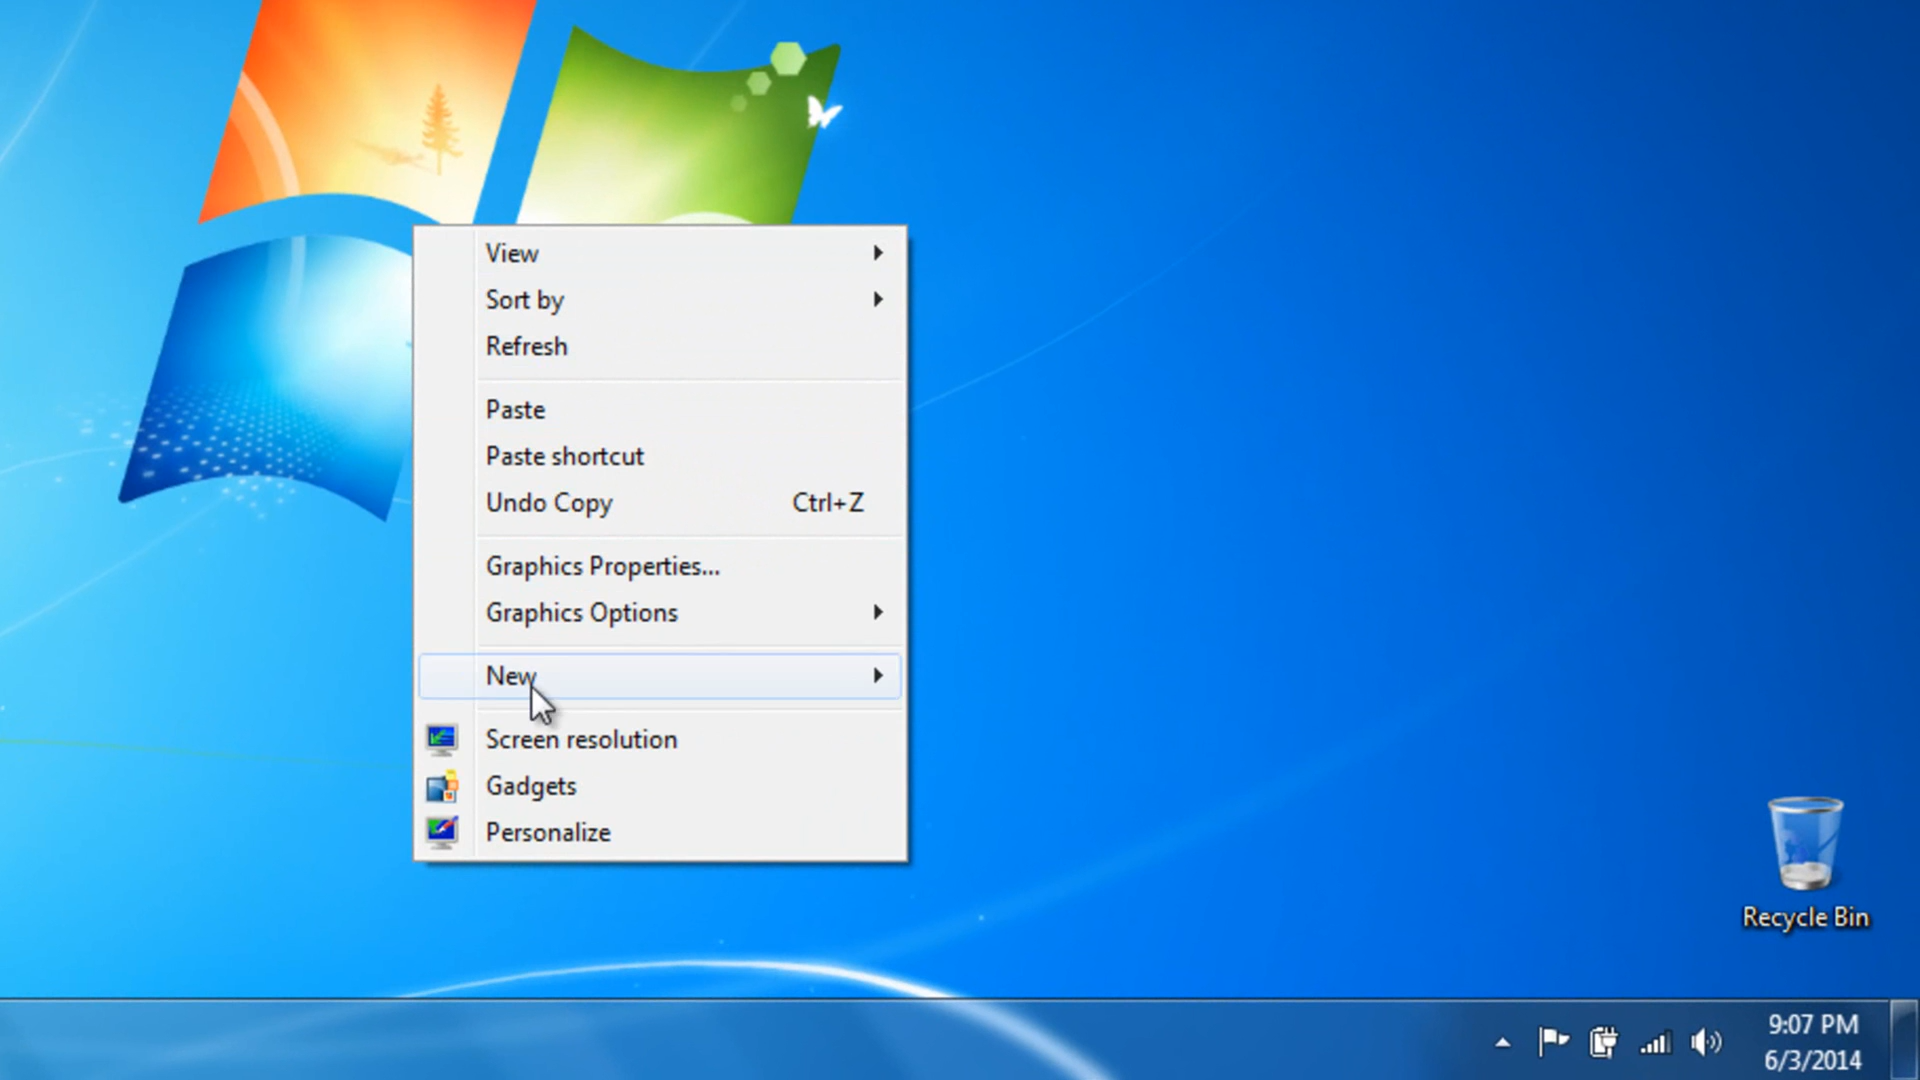 View
Sort by
Refresh
Paste
Paste shortcut
Undo Copy Ctrl+Z
Graphics Properties...
Graphics Options
New
Screen resolution
Gadgets
Personalize
Recycle Bin
9:07 PM
6/3/2014